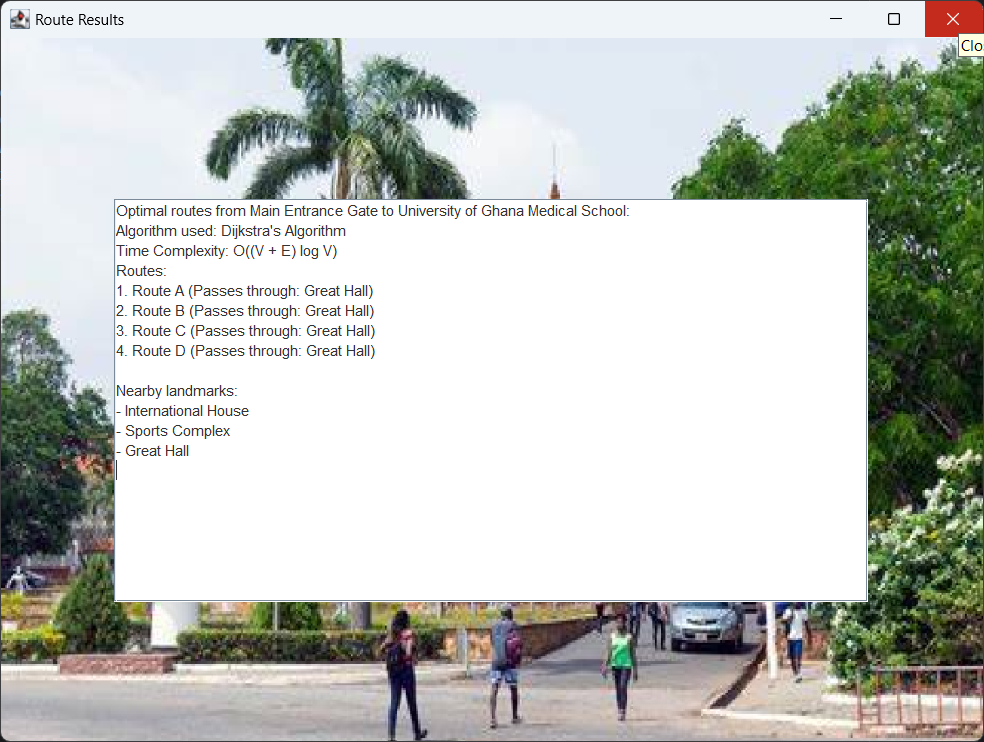 Route Results
Clo
Optimal routes from Main Entrance Gate to University of Ghana Medical School:
Algorithm used: Dijkstra's Algorithm
Time Complexity: O((V + E) log V)
Routes:
1. Route A (Passes through: Great Hall)
2. Route B (Passes through: Great Hall)
3. Route C (Passes through: Great Hall)
4. Route D (Passes through: Great Hall)
Nearby landmarks:
- International House
- Sports Complex
- Great Hall